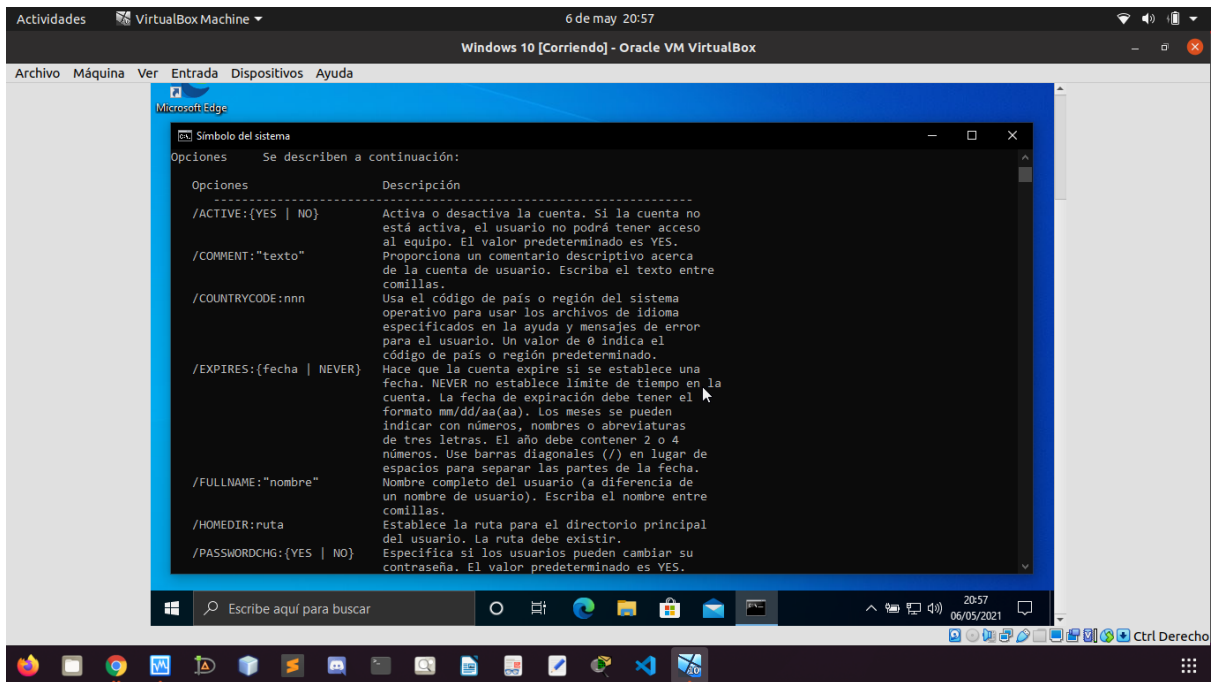 Actividades VirtualBox Machine 6 de may 20:57
Windows 10 [Corriendo] - Oracle VM VirtualBox
Archivo Máquina Ver Entrada Dispositivos Ayuda
Microsoft Edge
Símbolo del sistema
Opciones Se describen a continuación:
Opciones Descripción
--------------------------------------------------------------------
/ACTIVE:{YES | NO} Activa o desactiva la cuenta. Si la cuenta no
está activa, el usuario no podrá tener acceso
al equipo. El valor predeterminado es YES.
/COMMENT:"texto" Proporciona un comentario descriptivo acerca
de la cuenta de usuario. Escriba el texto entre
comillas.
/COUNTRYCODE:nnn Usa el código de país o región del sistema
operativo para usar los archivos de idioma
especificados en la ayuda y mensajes de error
para el usuario. Un valor de 0 indica el
código de país o región predeterminado.
/EXPIRES:{fecha | NEVER} Hace que la cuenta expire si se establece una
fecha. NEVER no establece límite de tiempo en la
cuenta. La fecha de expiración debe tener el
formato mm/dd/aa(aa). Los meses se pueden
indicar con números, nombres o abreviaturas
de tres letras. El año debe contener 2 o 4
números. Use barras diagonales (/) en lugar de
espacios para separar las partes de la fecha.
/FULLNAME:"nombre" Nombre completo del usuario (a diferencia de
un nombre de usuario). Escriba el nombre entre
comillas.
/HOMEDIR:ruta Establece la ruta para el directorio principal
del usuario. La ruta debe existir.
/PASSWORDCHG:{YES | NO} Especifica si los usuarios pueden cambiar su
contraseña. El valor predeterminado es YES.
Escribe aquí para buscar
20:57
06/05/2021
Ctrl Derecho